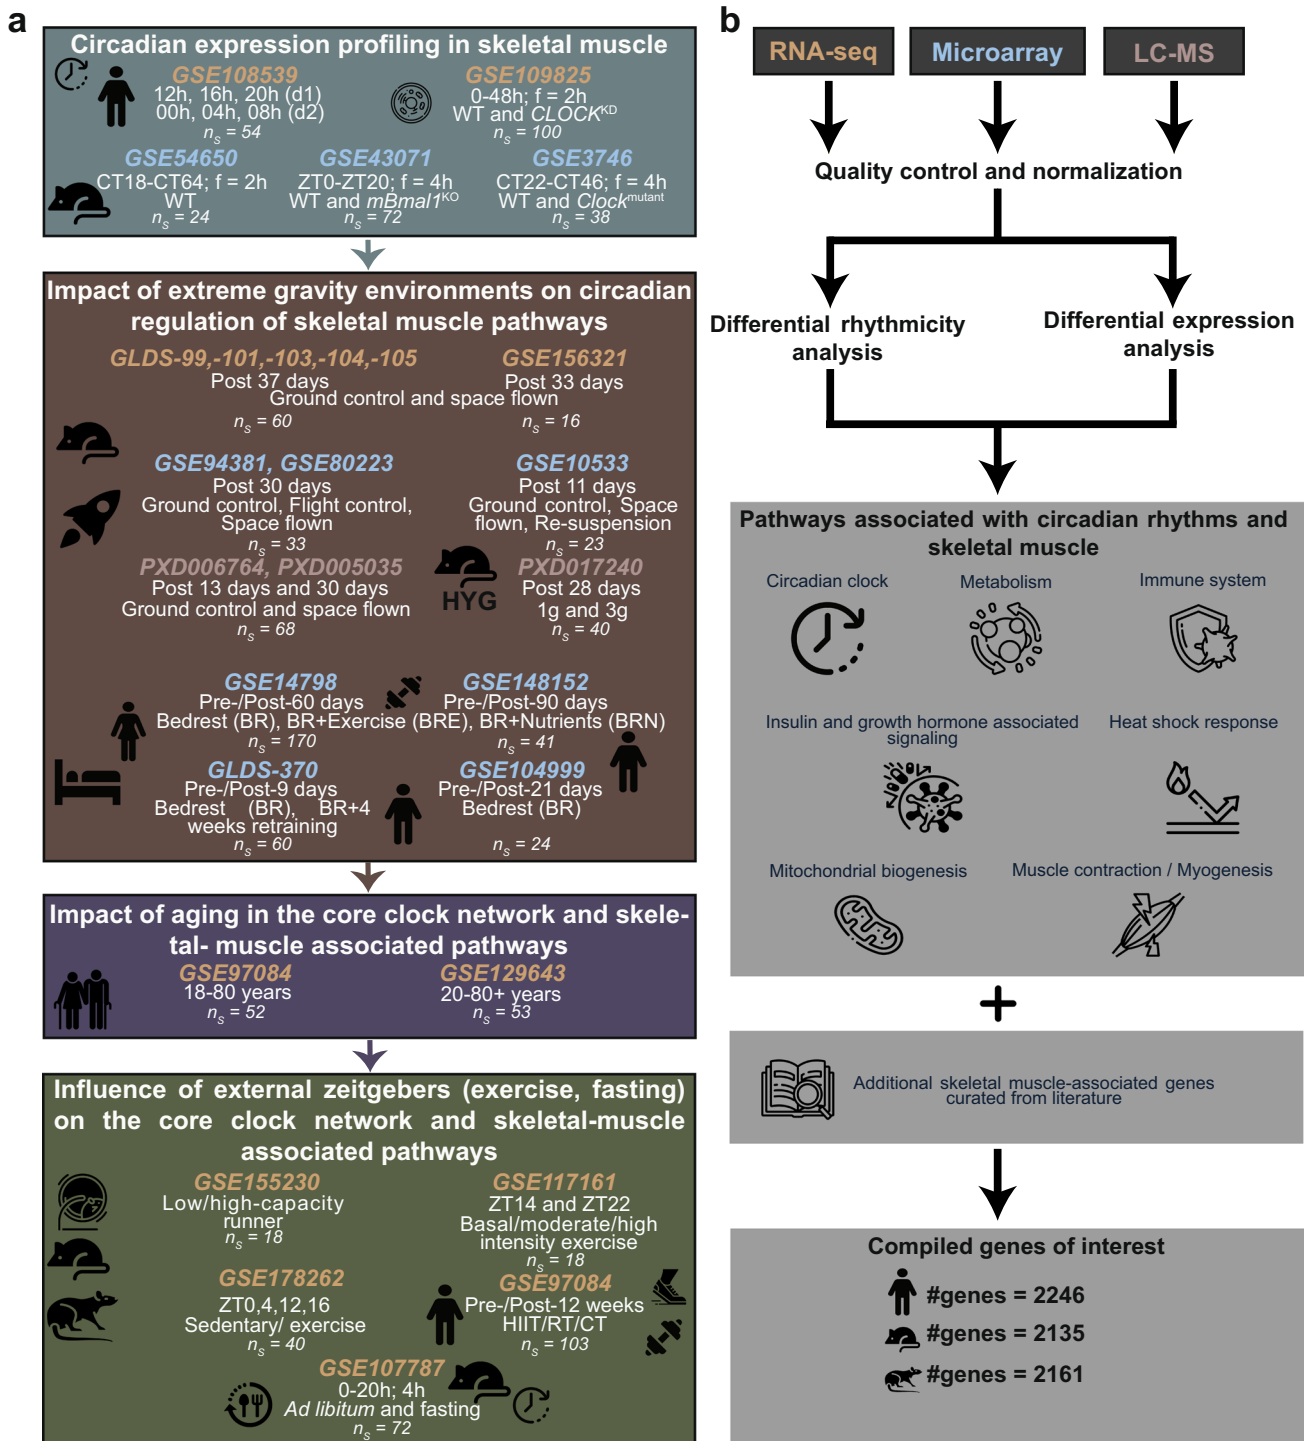 a
Circadian expression profiling in skeletal muscle
GSE108539
12h, 16h, 20h (d1)
00h, 04h, 08h (d2)
nS = 54
GSE109825
0-48h; f = 2h
WT and CLOCKKD
nS = 100
GSE54650
CT18-CT64; f = 2h
WT
nS = 24
GSE43071
ZT0-ZT20; f = 4h
WT and mBmal1KO
nS = 72
GSE3746
CT22-CT46; f = 4h
WT and Clockmutant
nS = 38
Impact of extreme gravity environments on circadian
regulation of skeletal muscle pathways
GLDS-99,-101,-103,-104,-105
Post 37 days
GSE156321
Post 33 days
Ground control and space flown
nS = 60
nS = 16
GSE94381, GSE80223
Post 30 days
Ground control, Flight control,
Space flown
nS = 33
GSE10533
Post 11 days
Ground control, Space
flown, Re-suspension
nS = 23
PXD006764, PXD005035
Post 13 days and 30 days
Ground control and space flown
nS = 68
HYG
PXD017240
Post 28 days
1g and 3g
nS = 40
GSE14798
Pre-/Post-60 days
GSE148152
Pre-/Post-90 days
Bedrest (BR), BR+Exercise (BRE), BR+Nutrients (BRN)
nS = 170
nS = 41
GLDS-370
Pre-/Post-9 days
Bedrest (BR), BR+4
weeks retraining
nS = 60
GSE104999
Pre-/Post-21 days
Bedrest (BR)
nS = 24
Impact of aging in the core clock network and skele-
tal- muscle associated pathways
GSE97084
18-80 years
nS = 52
GSE129643
20-80+ years
nS = 53
Influence of external zeitgebers (exercise, fasting)
on the core clock network and skeletal-muscle
associated pathways
GSE155230
Low/high-capacity
runner
nS = 18
GSE117161
ZT14 and ZT22
Basal/moderate/high
intensity exercise
nS = 18
GSE178262
ZT0,4,12,16
Sedentary/ exercise
nS = 40
GSE97084
Pre-/Post-12 weeks
HIIT/RT/CT
nS = 103
GSE107787
0-20h; 4h
Ad libitum and fasting
nS = 72
b
RNA-seq
Microarray
LC-MS
Quality control and normalization
Differential rhythmicity
analysis
Differential expression
analysis
Pathways associated with circadian rhythms and
skeletal muscle
Circadian clock
Metabolism
Immune system
Insulin and growth hormone associated
signaling
Heat shock response
Mitochondrial biogenesis
Muscle contraction / Myogenesis
+
Additional skeletal muscle-associated genes
curated from literature
Compiled genes of interest
#genes = 2246
#genes = 2135
#genes = 2161